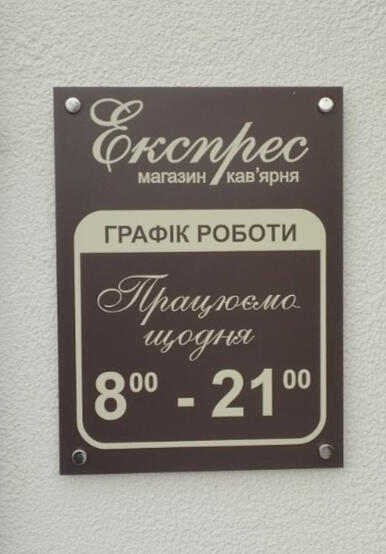 Експрес
магазин кав'ярня
ГРАФІК РОБОТИ
Працюємо
щодня
8⁰⁰ - 21⁰⁰